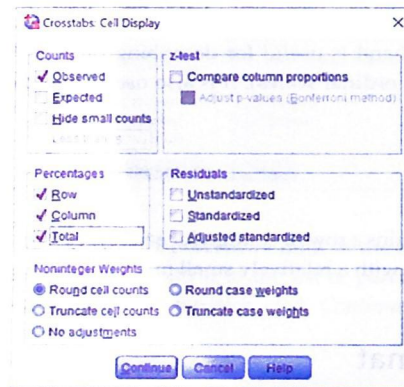 Crosstabs: Cell Display
Counts
Observed
Expected
Hide small counts
z-test
Compare column proportions
Adjust p-values (Bonferroni method)
Percentages
Row
Column
Total
Residuals
Unstandardized
Standardized
Adjusted standardized
Noninteger Weights
Round cell counts Round case weights
Truncate cell counts Truncate case weights
No adjustments
Continue Cancel Help